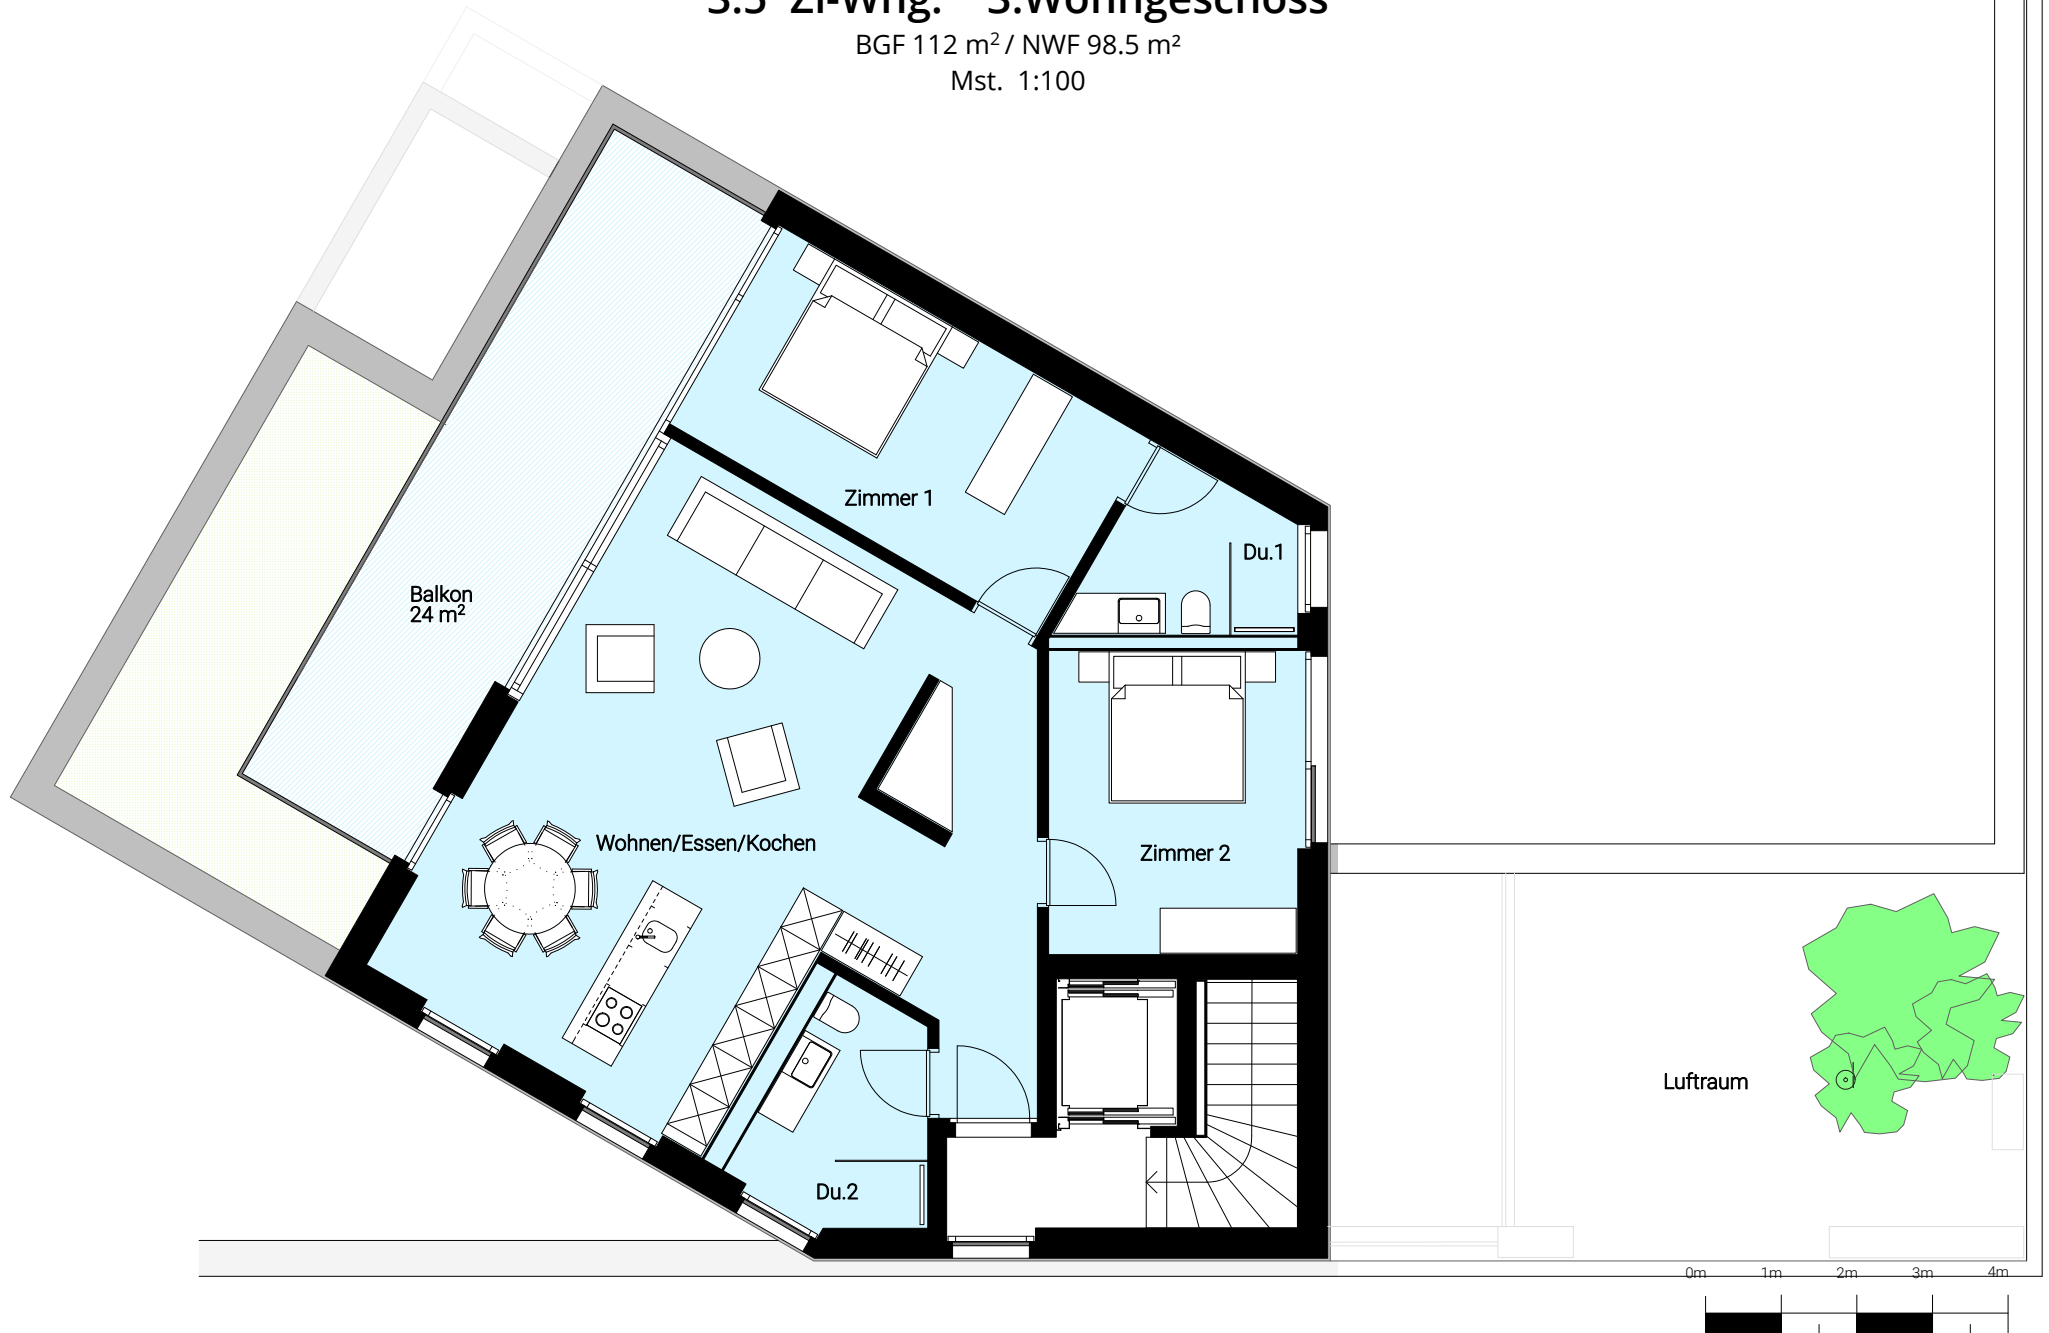 3.5 Zi-Whg. 3.Wohngeschoss
BGF 112 m² / NWF 98.5 m²
Mst. 1:100
Zimmer 1
Du.1
Balkon
24 m²
Wohnen/Essen/Kochen
Zimmer 2
Luftraum
Du.2
0m 1m 2m 3m 4m